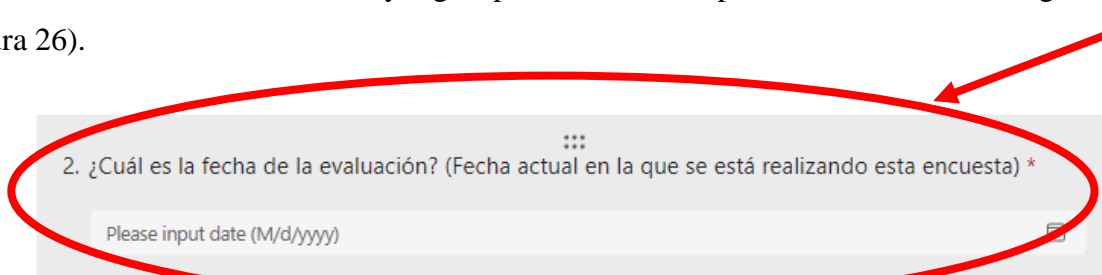 ra 26).
2. ¿Cuál es la fecha de la evaluación? (Fecha actual en la que se está realizando esta encuesta) *
Please input date (M/d/yyyy)